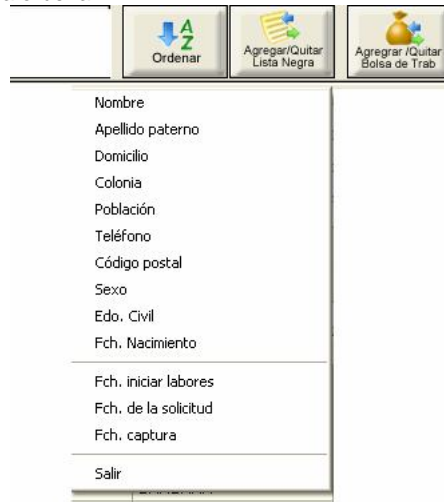 A
Z
Ordenar
Agregar/Quitar
Lista Negra
Agregrar /Quitar
Bolsa de Trab
Nombre
Apellido paterno
Domicilio
Colonia
Población
Teléfono
Código postal
Sexo
Edo. Civil
Fch. Nacimiento
Fch. iniciar labores
Fch. de la solicitud
Fch. captura
Salir